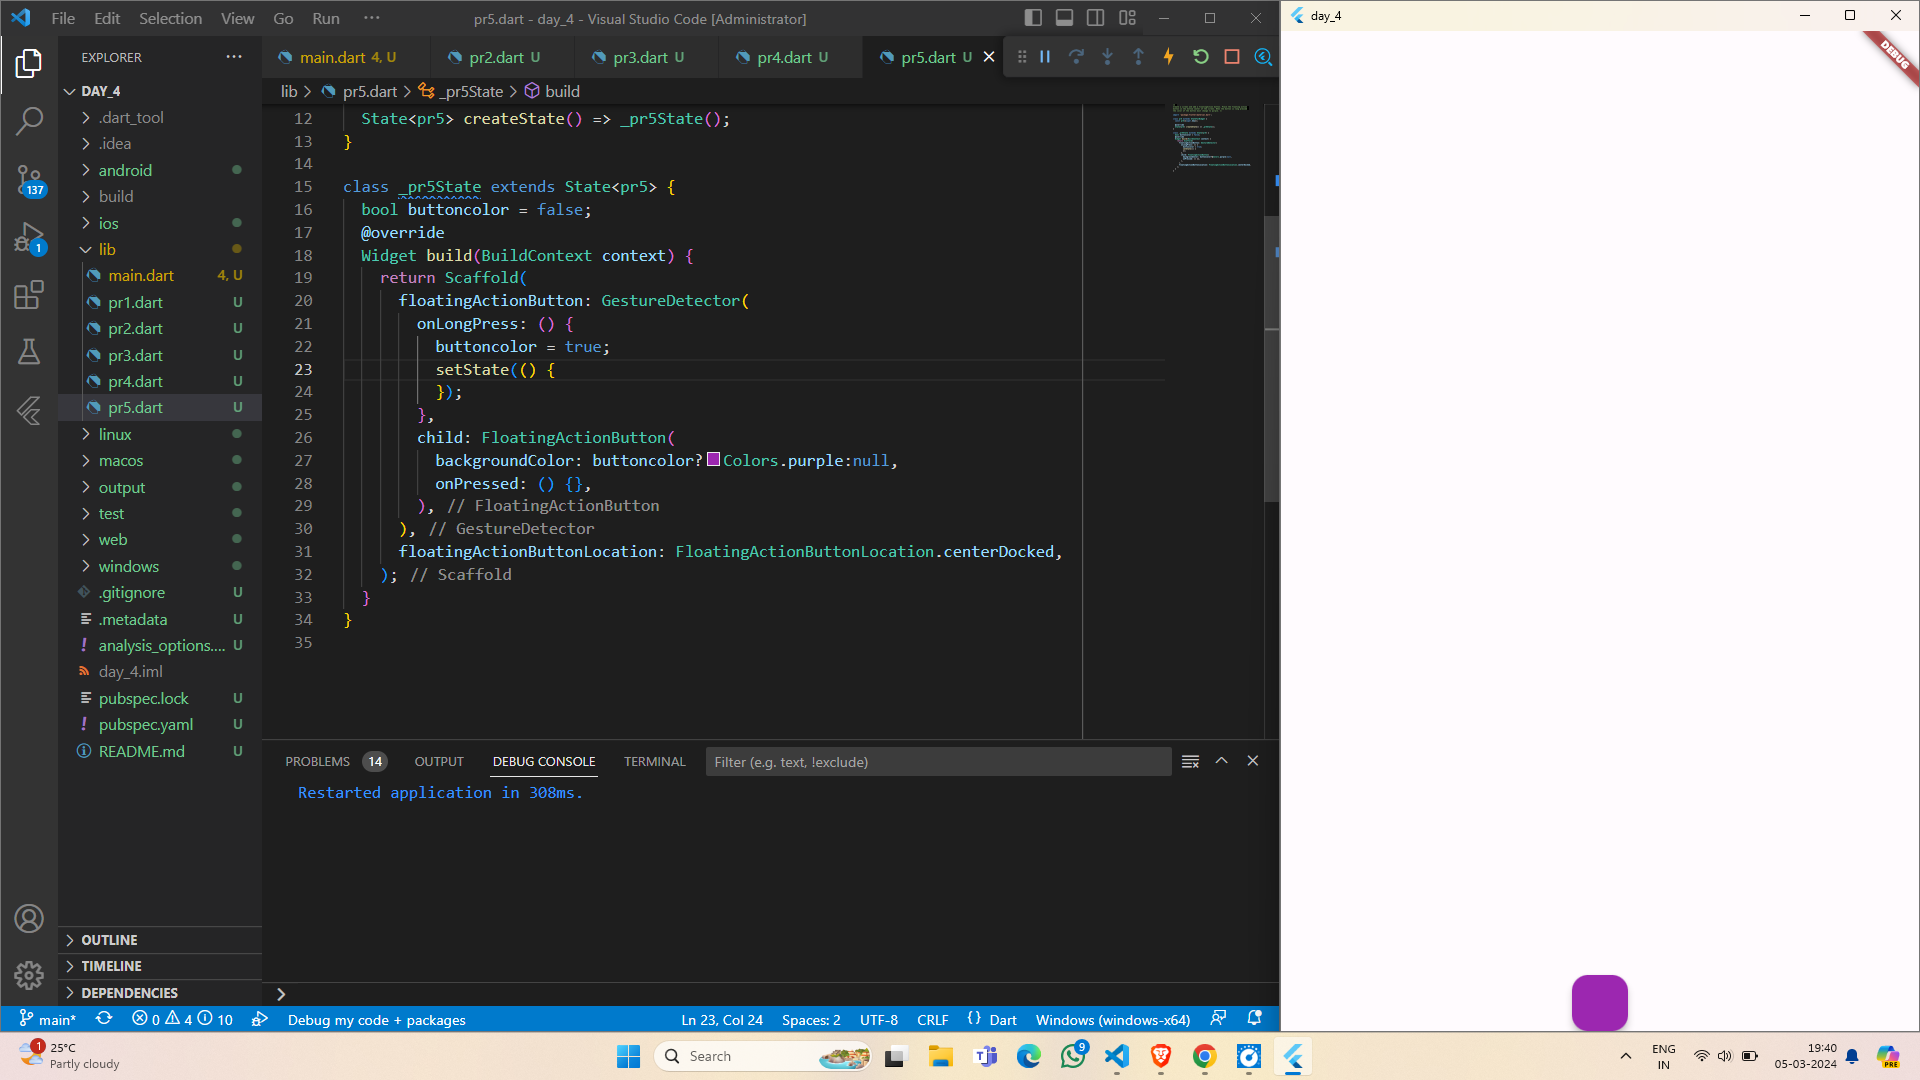 File Edit Selection View Go Run ··· pr5.dart - day_4 - Visual Studio Code [Administrator]
day_4
DEBUG
EXPLORER ···
main.dart 4, U
pr2.dart U
pr3.dart U
pr4.dart U
pr5.dart U
DAY_4
lib > pr5.dart > _pr5State > build
.dart_tool
.idea
android
build
ios
lib
main.dart 4, U
pr1.dart U
pr2.dart U
pr3.dart U
pr4.dart U
pr5.dart U
linux
macos
output
test
web
windows
.gitignore U
.metadata U
analysis_options.... U
day_4.iml
pubspec.lock U
pubspec.yaml U
README.md U
OUTLINE
TIMELINE
DEPENDENCIES
137
1
12 State<pr5> createState() => _pr5State();
13 }
14
15 class _pr5State extends State<pr5> {
16 bool buttoncolor = false;
17 @override
18 Widget build(BuildContext context) {
19 return Scaffold(
20 floatingActionButton: GestureDetector(
21 onLongPress: () {
22 buttoncolor = true;
23 setState(() {
24 });
25 },
26 child: FloatingActionButton(
27 backgroundColor: buttoncolor?Colors.purple:null,
28 onPressed: () {},
29 ), // FloatingActionButton
30 ), // GestureDetector
31 floatingActionButtonLocation: FloatingActionButtonLocation.centerDocked,
32 ); // Scaffold
33 }
34 }
35
PROBLEMS 14 OUTPUT DEBUG CONSOLE TERMINAL Filter (e.g. text, !exclude)
Restarted application in 308ms.
main* 0 4 10 Debug my code + packages Ln 23, Col 24 Spaces: 2 UTF-8 CRLF {} Dart Windows (windows-x64)
1
25°C
Partly cloudy
Search
9
ENG
IN
19:40
05-03-2024
PRE